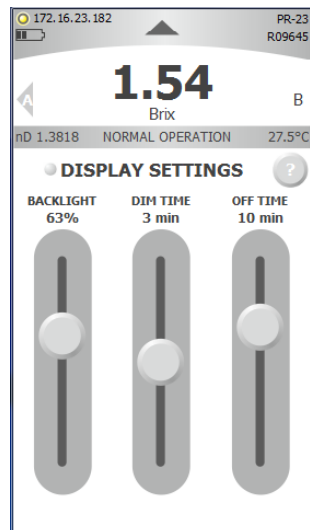 172.16.23.182 PR-23
R09645
1.54
A Brix B
nD 1.3818 NORMAL OPERATION 27.5°C
DISPLAY SETTINGS ?
BACKLIGHT DIM TIME OFF TIME
63% 3 min 10 min